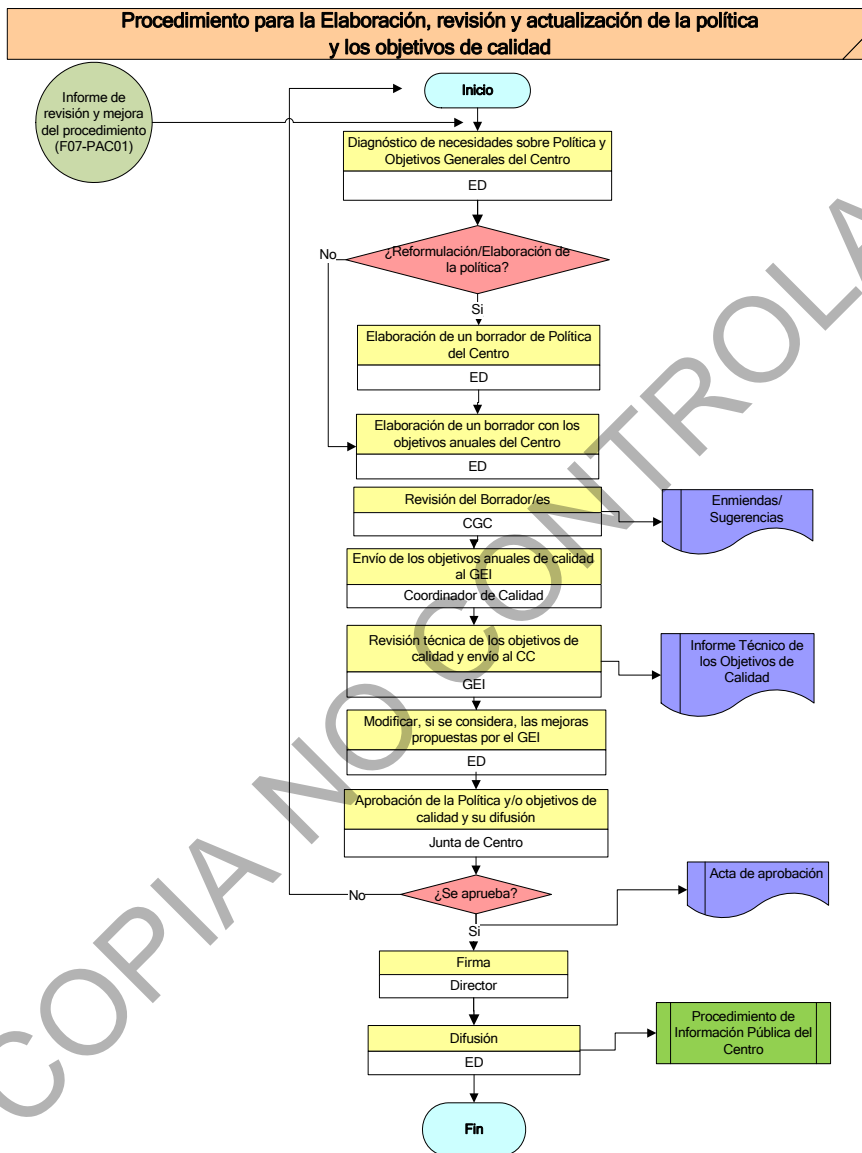 Procedimiento para la Elaboración, revisión y actualización de la política
y los objetivos de calidad
Informe de
revisión y mejora
del procedimiento
(F07-PAC01)
Inicio
Diagnóstico de necesidades sobre Política y
Objetivos Generales del Centro
ED
¿Reformulación/Elaboración de
la política?
No
Si
Elaboración de un borrador de Política
del Centro
ED
Elaboración de un borrador con los
objetivos anuales del Centro
ED
Revisión del Borrador/es
CGC
Enmiendas/
Sugerencias
Envío de los objetivos anuales de calidad
al GEI
Coordinador de Calidad
Revisión técnica de los objetivos de
calidad y envío al CC
GEI
Informe Técnico de
los Objetivos de
Calidad
Modificar, si se considera, las mejoras
propuestas por el GEI
ED
Aprobación de la Política y/o objetivos de
calidad y su difusión
Junta de Centro
¿Se aprueba?
No
Si
Acta de aprobación
Firma
Director
Difusión
ED
Procedimiento de
Información Pública del
Centro
Fin
COPIA NO CONTROLA